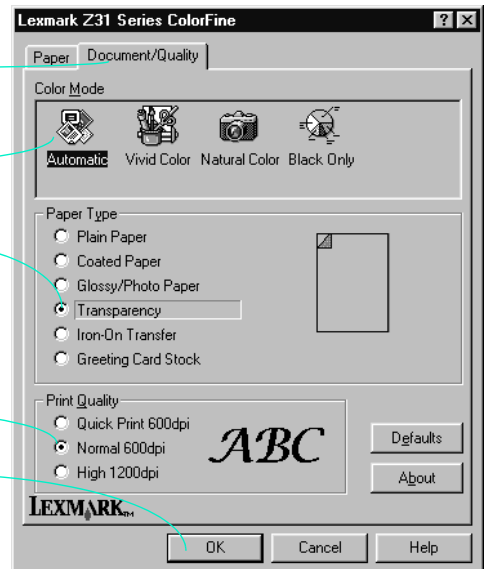 Lexmark Z31 Series ColorFine
Paper Document/Quality
Color Mode
Automatic Vivid Color Natural Color Black Only
Paper Type
Plain Paper
Coated Paper
Glossy/Photo Paper
Transparency
Iron-On Transfer
Greeting Card Stock
Print Quality
Quick Print 600dpi
Normal 600dpi
High 1200dpi
ABC
Defaults
About
LEXMARK™
OK Cancel Help